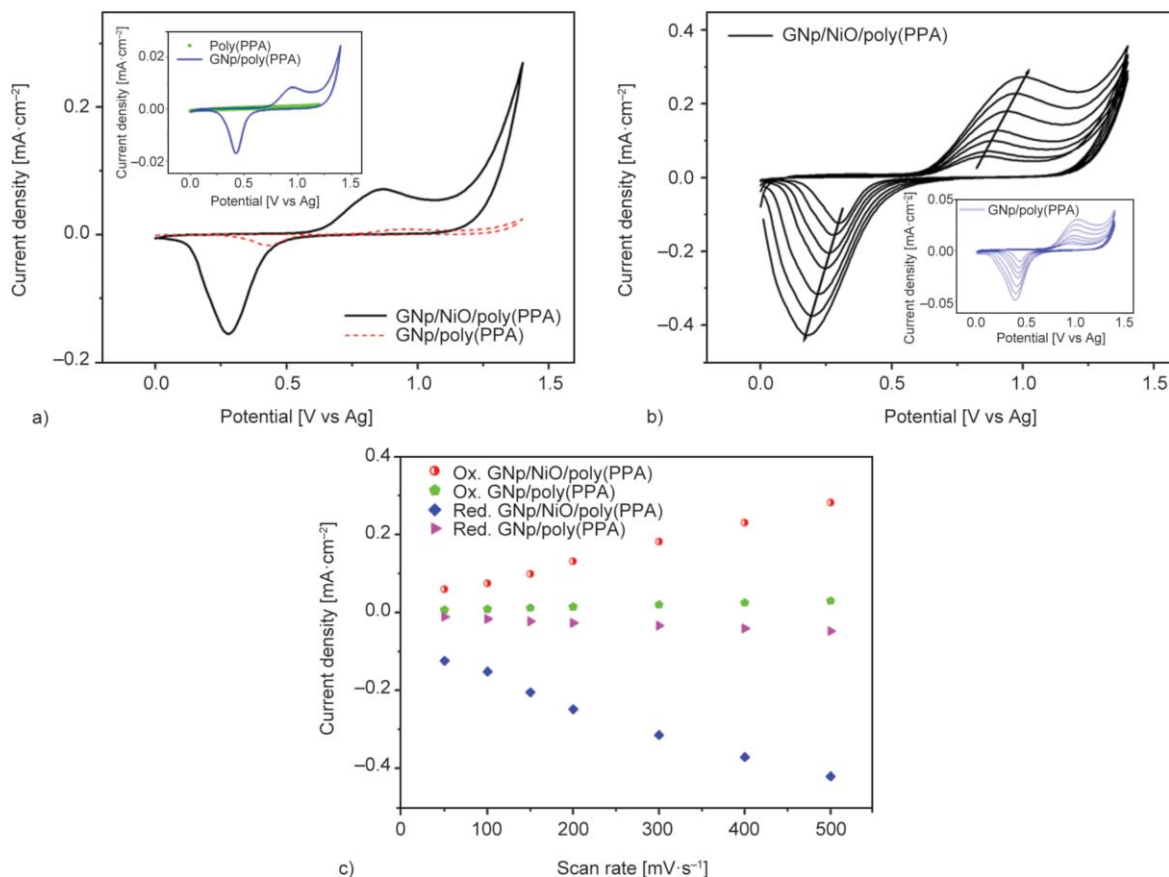 Current density [mA·cm⁻²]
0.2
0.0
−0.2
0.0
0.5
1.0
1.5
Potential [V vs Ag]
a)
Poly(PPA)
GNp/poly(PPA)
Current density [mA·cm⁻²]
0.02
0.00
−0.02
0.0
0.5
1.0
1.5
Potential [V vs Ag]
GNp/NiO/poly(PPA)
GNp/poly(PPA)
Current density [mA·cm⁻²]
0.4
0.2
0.0
−0.2
−0.4
0.0
0.5
1.0
1.5
Potential [V vs Ag]
b)
GNp/NiO/poly(PPA)
GNp/poly(PPA)
Current density [mA·cm⁻²]
0.05
0.00
−0.05
0.0
0.5
1.0
1.5
Potential [V vs Ag]
Current density [mA·cm⁻²]
0.4
0.2
0.0
−0.2
−0.4
Ox. GNp/NiO/poly(PPA)
Ox. GNp/poly(PPA)
Red. GNp/NiO/poly(PPA)
Red. GNp/poly(PPA)
0
100
200
300
400
500
Scan rate [mV·s⁻¹]
c)